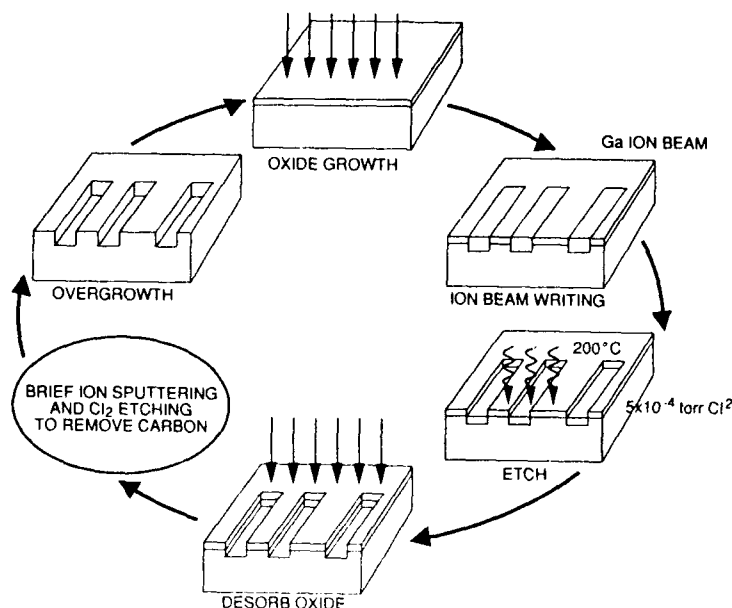 OXIDE GROWTH
Ga ION BEAM
ION BEAM WRITING
200°C
5x10⁻⁴ torr Cl²
ETCH
DESORB OXIDE
BRIEF ION SPUTTERING
AND Cl₂ ETCHING
TO REMOVE CARBON
OVERGROWTH